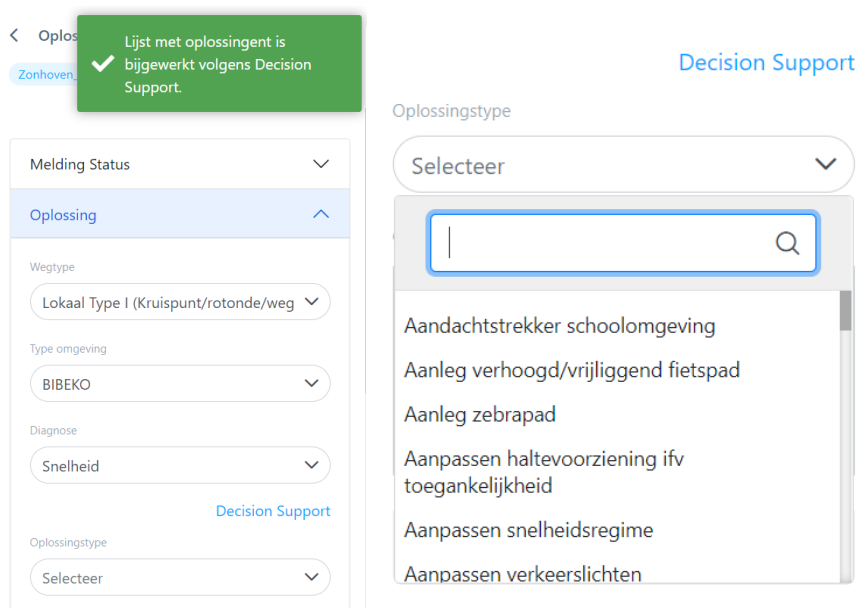 Oplos
Zonhoven_
Lijst met oplossingent is
bijgewerkt volgens Decision
Support.
Melding Status
Oplossing
Wegtype
Lokaal Type I (Kruispunt/rotonde/weg
Type omgeving
BIBEKO
Diagnose
Snelheid
Decision Support
Oplossingstype
Selecteer
Decision Support
Oplossingstype
Selecteer
Aandachtstrekker schoolomgeving
Aanleg verhoogd/vrijliggend fietspad
Aanleg zebrapad
Aanpassen haltevoorziening ifv
toegankelijkheid
Aanpassen snelheidsregime
Aanpassen verkeerslichten